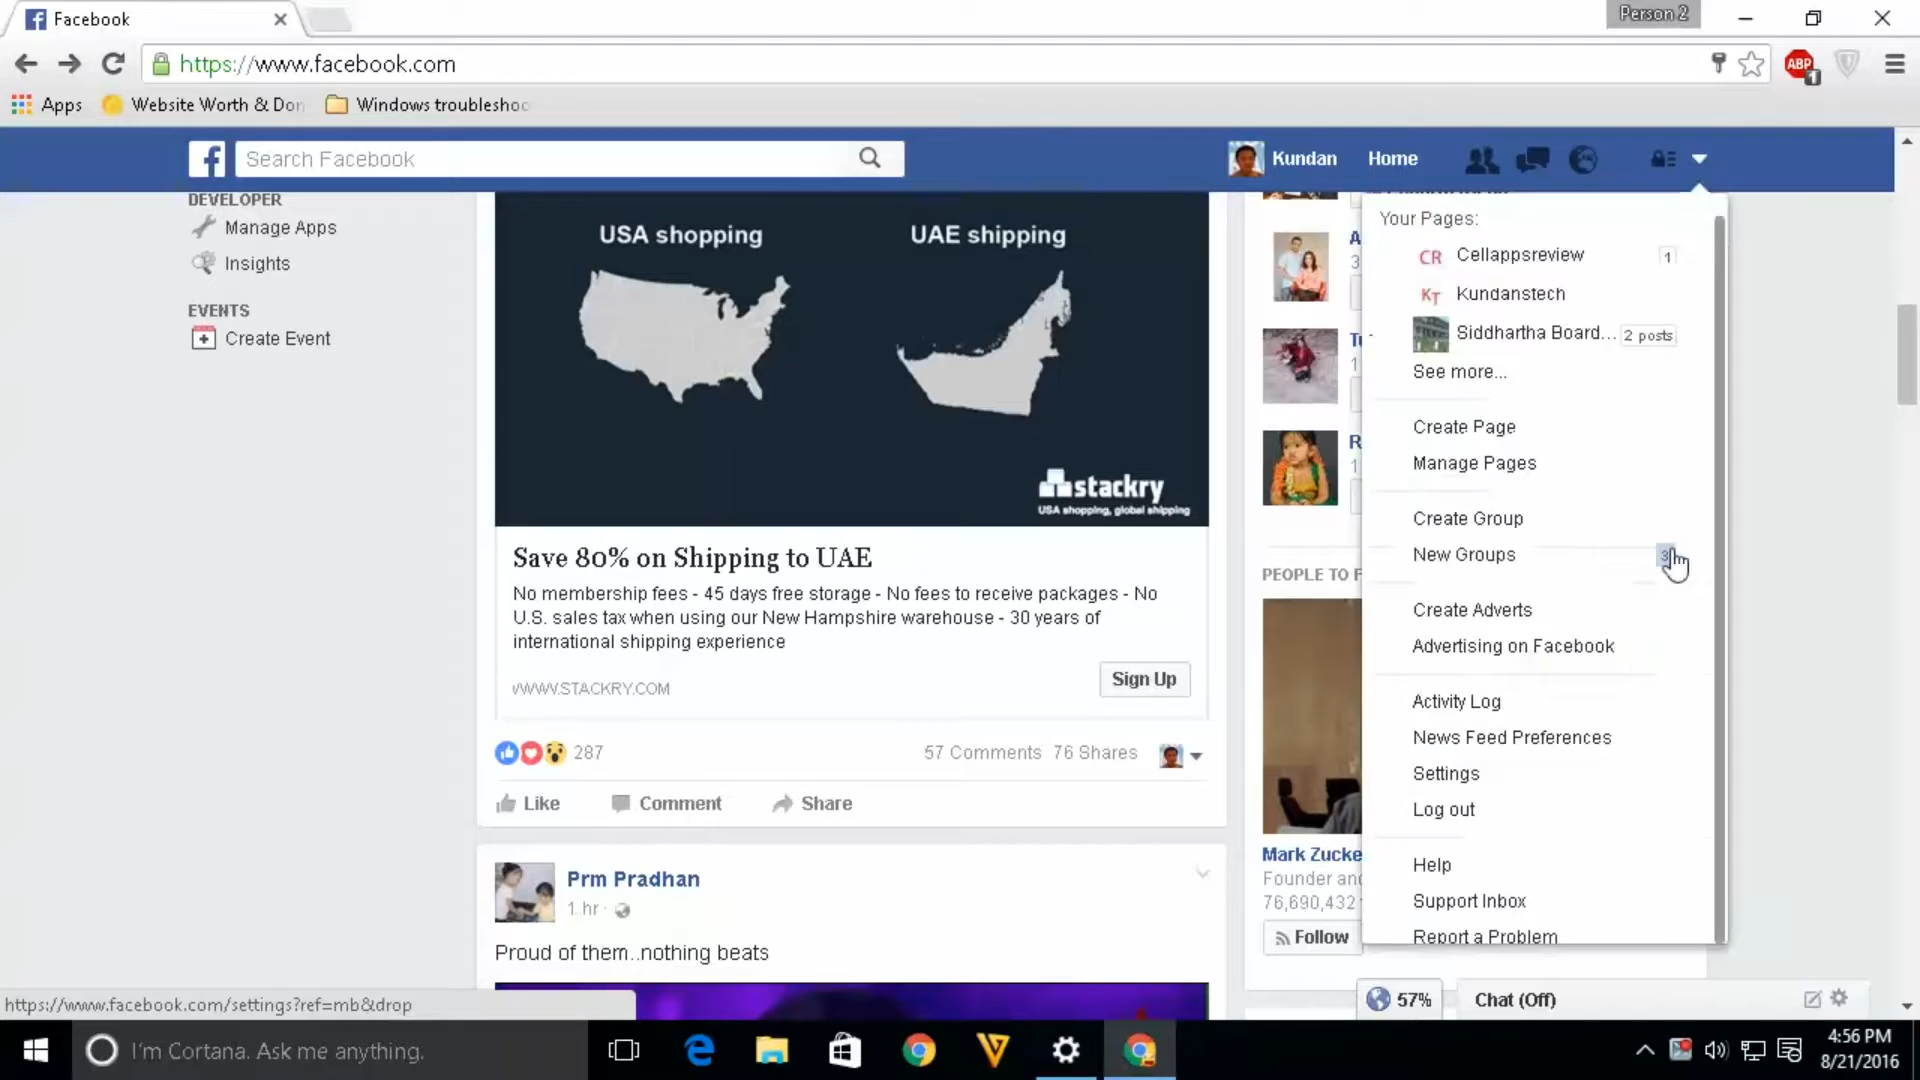 Facebook
Person 2
https://www.facebook.com
ABP
1
Apps
Website Worth & Dor
Windows troubleshoo
Search Facebook
Kundan
Home
DEVELOPER
Manage Apps
Insights
EVENTS
Create Event
USA shopping
UAE shipping
stackry
USA shopping, global shipping
Save 80% on Shipping to UAE
No membership fees - 45 days free storage - No fees to receive packages - No
U.S. sales tax when using our New Hampshire warehouse - 30 years of
international shipping experience
WWW.STACKRY.COM
Sign Up
287
57 Comments 76 Shares
Like
Comment
Share
Prm Pradhan
1 hr
Proud of them..nothing beats
PEOPLE TO F
Mark Zucke
Founder and
76,690,432
Follow
Your Pages:
CR Cellappsreview 1
KT Kundanstech
Siddhartha Board... 2 posts
See more...
Create Page
Manage Pages
Create Group
New Groups
Create Adverts
Advertising on Facebook
Activity Log
News Feed Preferences
Settings
Log out
Help
Support Inbox
Report a Problem
57%
Chat (Off)
https://www.facebook.com/settings?ref=mb&drop
I'm Cortana. Ask me anything.
4:56 PM
8/21/2016